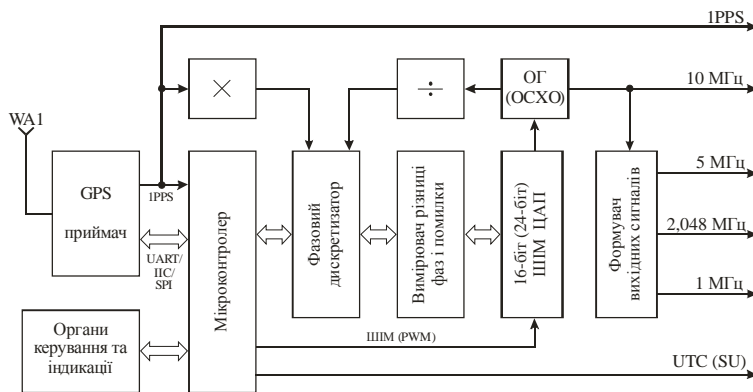 1PPS
×
÷
ОГ
(ОСХО)
10 МГц
WA1
GPS
приймач
1PPS
UART/
IIC/
SPI
Мікроконтролер
Фазовий
дискретизатор
Вимірювач різниці
фаз і помилки
16-біт (24-біт)
ШІМ ЦАП
Формувач
вихідних сигналів
5 МГц
2,048 МГц
1 МГц
Органи
керування та
індикації
ШІМ (PWM)
UTC (SU)